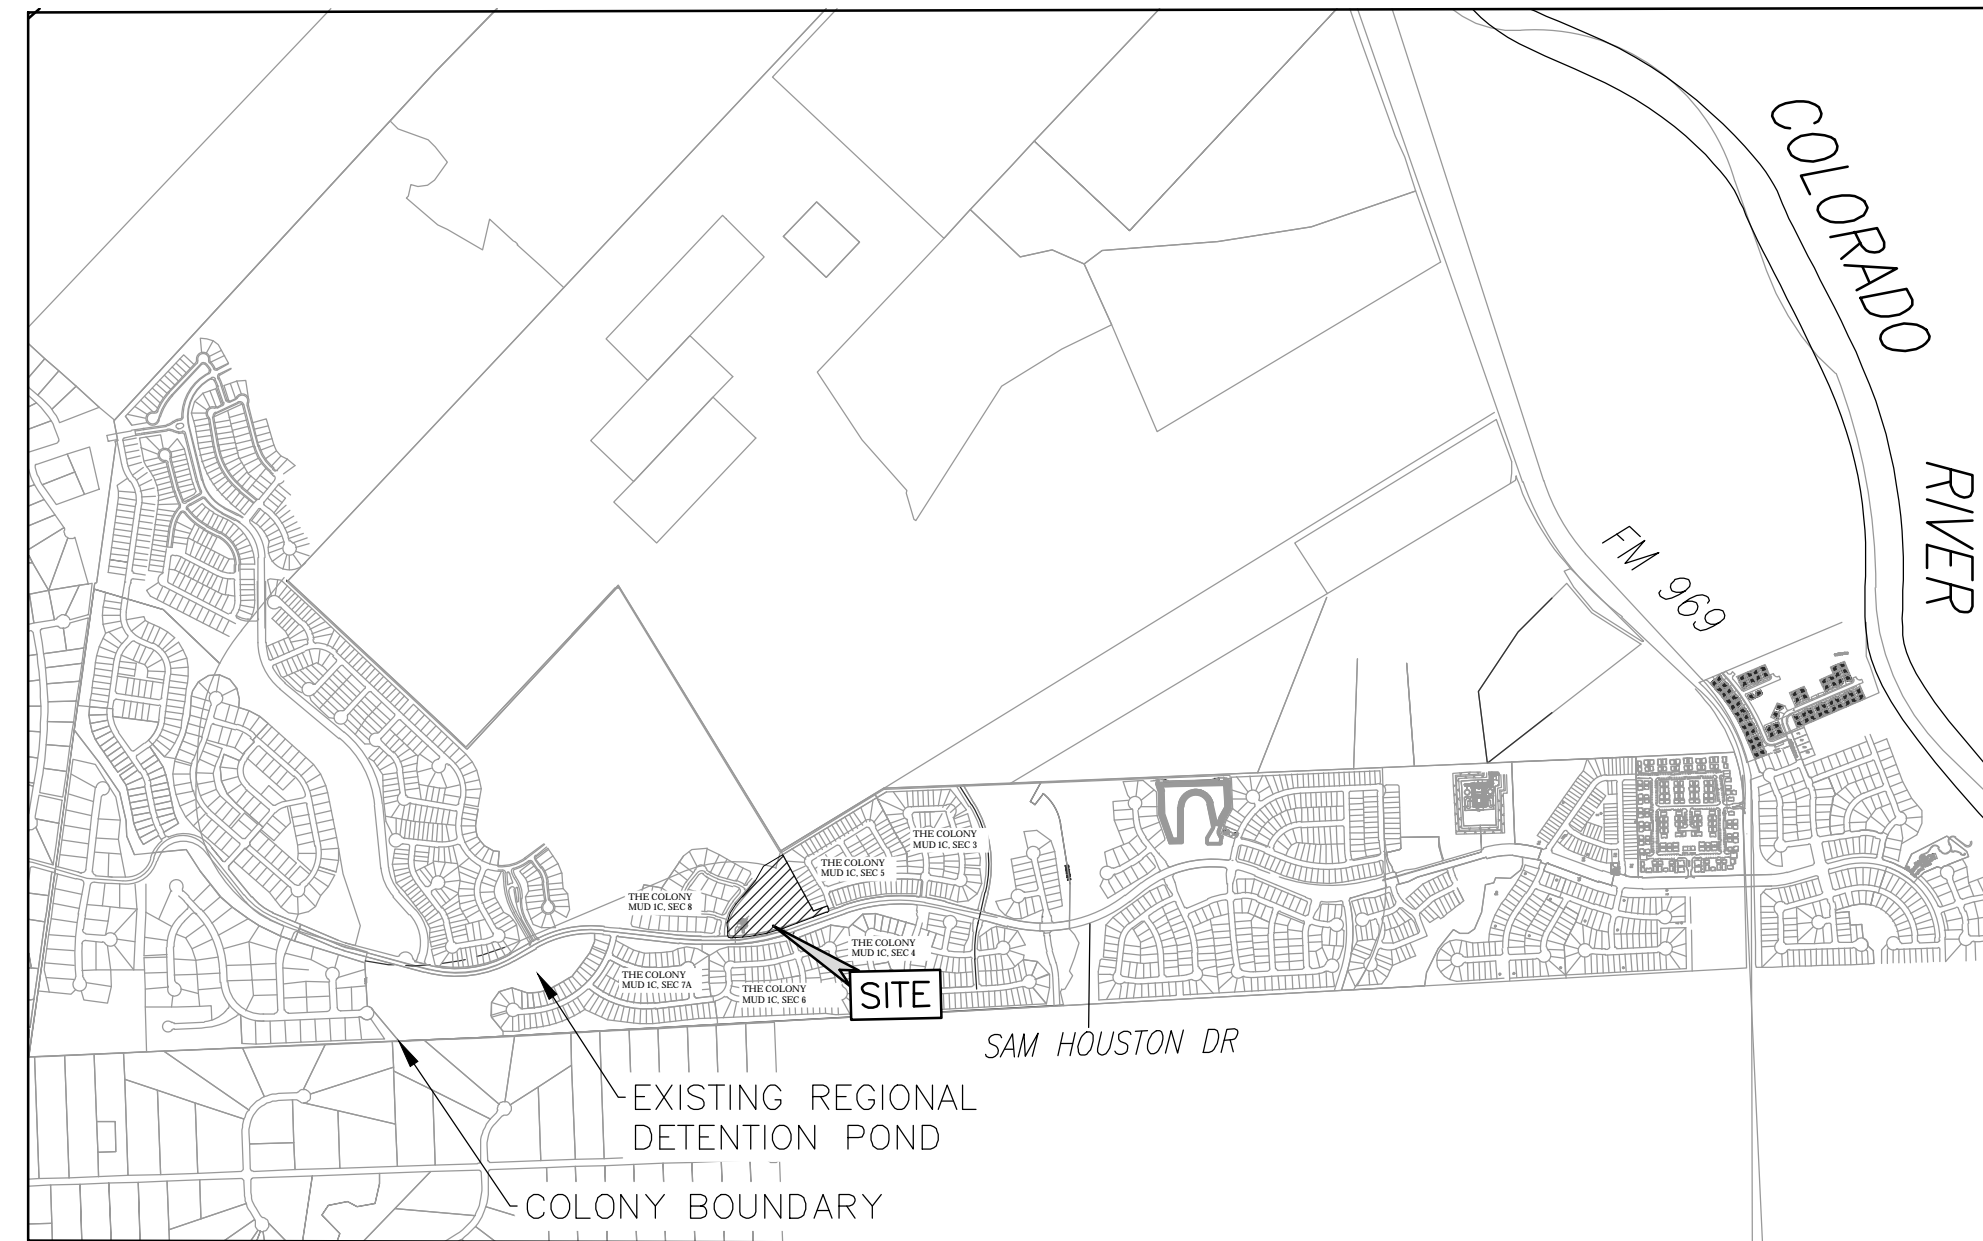 COLORADO
RIVER
FM 969
THE COLONY
MUD 1C, SEC 3
THE COLONY
MUD 1C, SEC 5
THE COLONY
MUD 1C, SEC 8
THE COLONY
MUD 1C, SEC 4
THE COLONY
MUD 1C, SEC 7A
THE COLONY
MUD 1C, SEC 6
SITE
SAM HOUSTON DR
EXISTING REGIONAL
DETENTION POND
COLONY BOUNDARY